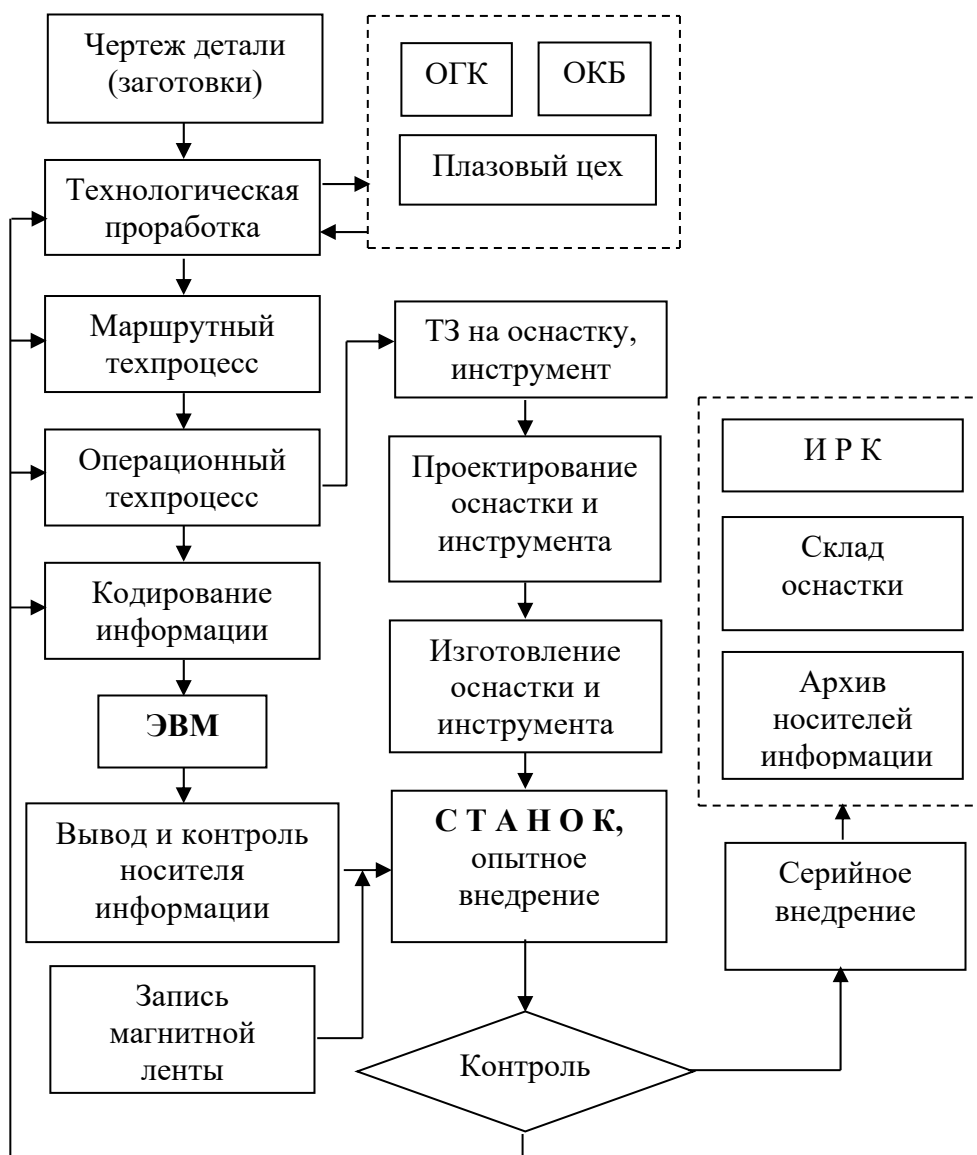 Чертеж детали
(заготовки)
ОГК
ОКБ
Плазовый цех
Технологическая
проработка
Маршрутный
техпроцесс
ТЗ на оснастку,
инструмент
Операционный
техпроцесс
Проектирование
оснастки и
инструмента
И Р К
Склад
оснастки
Кодирование
информации
Изготовление
оснастки и
инструмента
Архив
носителей
информации
ЭВМ
Вывод и контроль
носителя
информации
С Т А Н О К,
опытное
внедрение
Серийное
внедрение
Запись
магнитной
ленты
Контроль